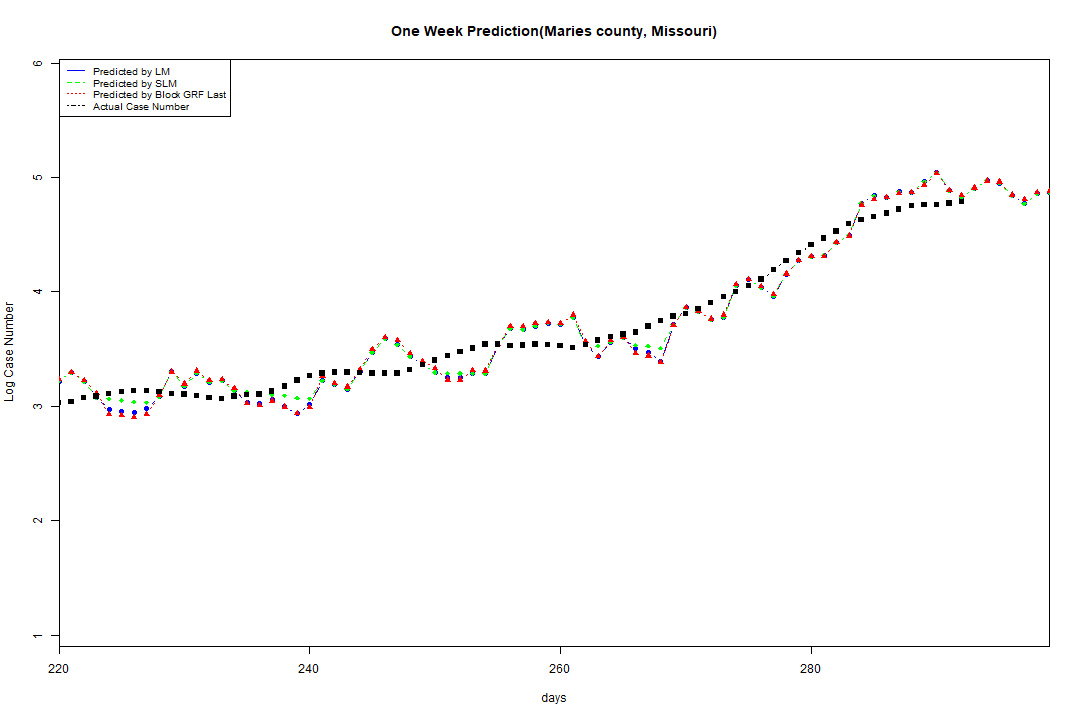 One Week Prediction(Maries county, Missouri)
Predicted by LM
Predicted by SLM
Predicted by Block GRF Last
Actual Case Number
6
5
4
3
2
1
Log Case Number
220 240 260 280
days